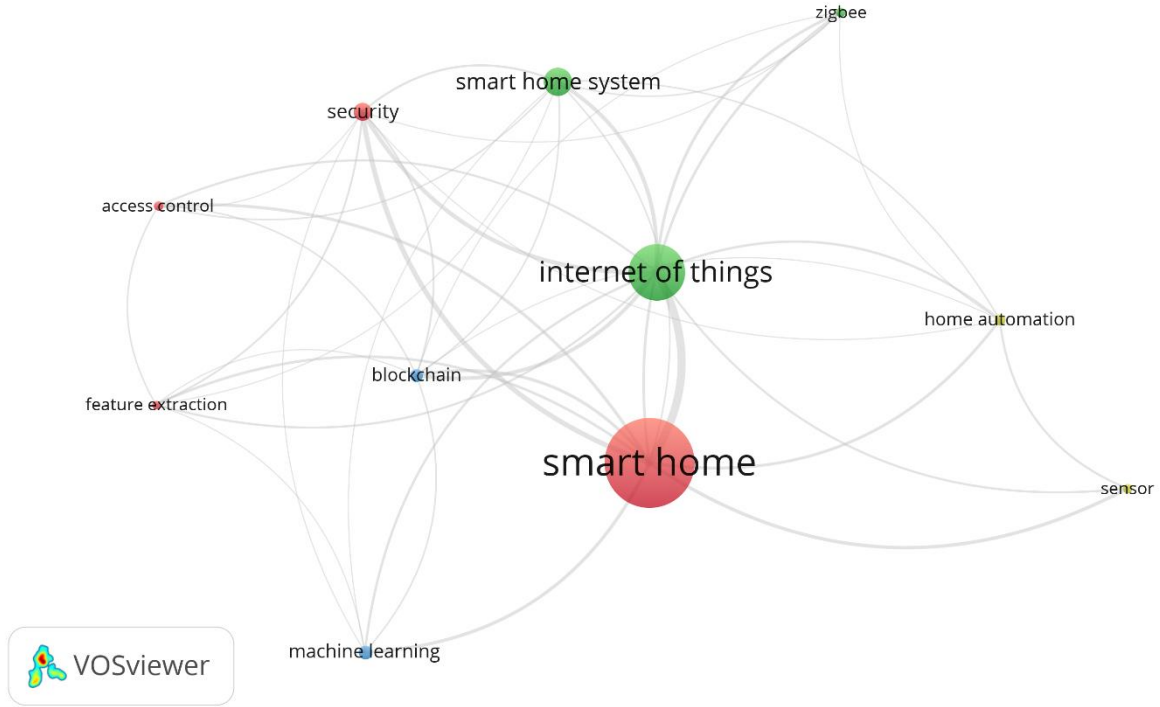 zigbee
smart home system
security
access control
internet of things
home automation
blockchain
feature extraction
smart home
sensor
machine learning
VOSviewer